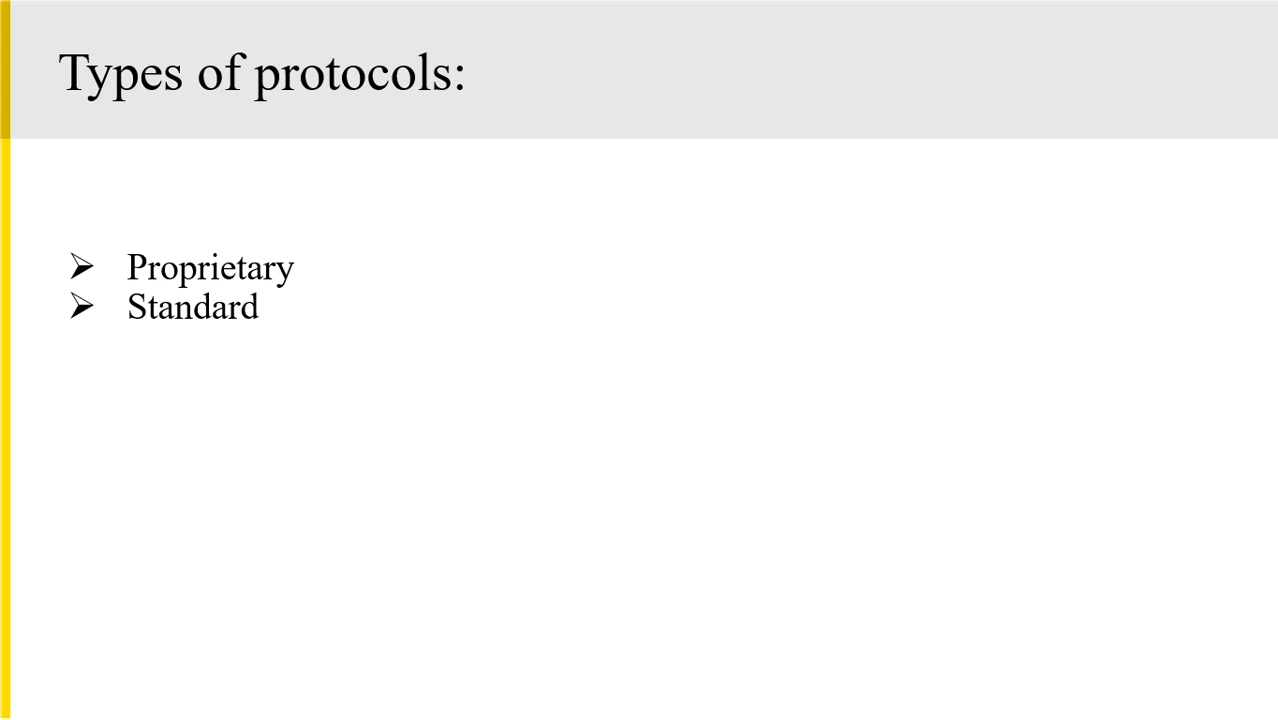 Types of protocols:
➢ Proprietary
➢ Standard